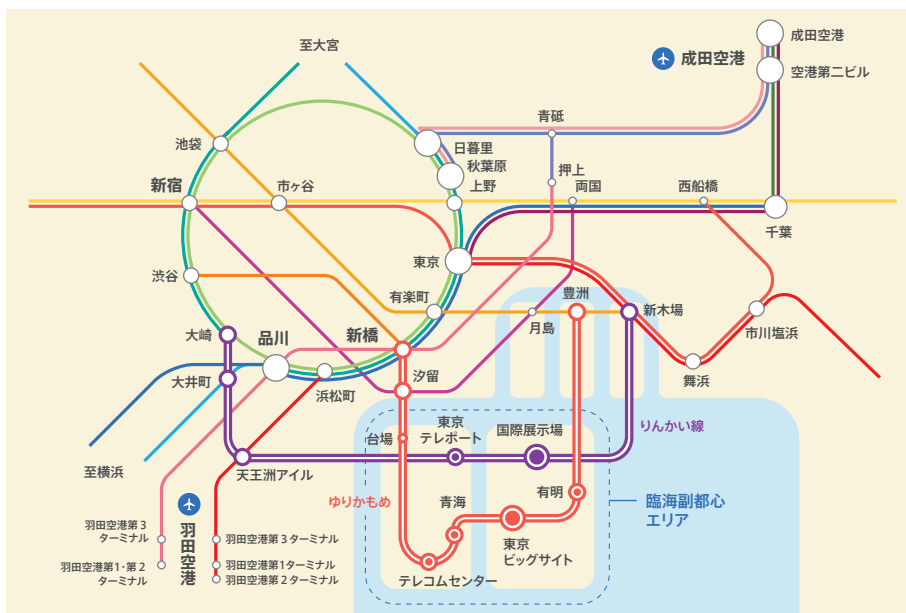 至大宮
成田空港
成田空港
空港第二ビル
青砥
池袋
日暮里
秋葉原
上野
押上
両国
西船橋
新宿
市ヶ谷
千葉
東京
渋谷
有楽町
豊洲
新木場
月島
大崎
品川
新橋
市川塩浜
舞浜
大井町
浜松町
汐留
りんかい線
台場
東京
テレポート
国際展示場
至横浜
天王洲アイル
ゆりかもめ
青海
有明
臨海副都心
エリア
羽田空港
羽田空港第3
ターミナル
羽田空港第3ターミナル
東京
ビッグサイト
羽田空港第1・第2
ターミナル
羽田空港第1ターミナル
羽田空港第2ターミナル
テレコムセンター